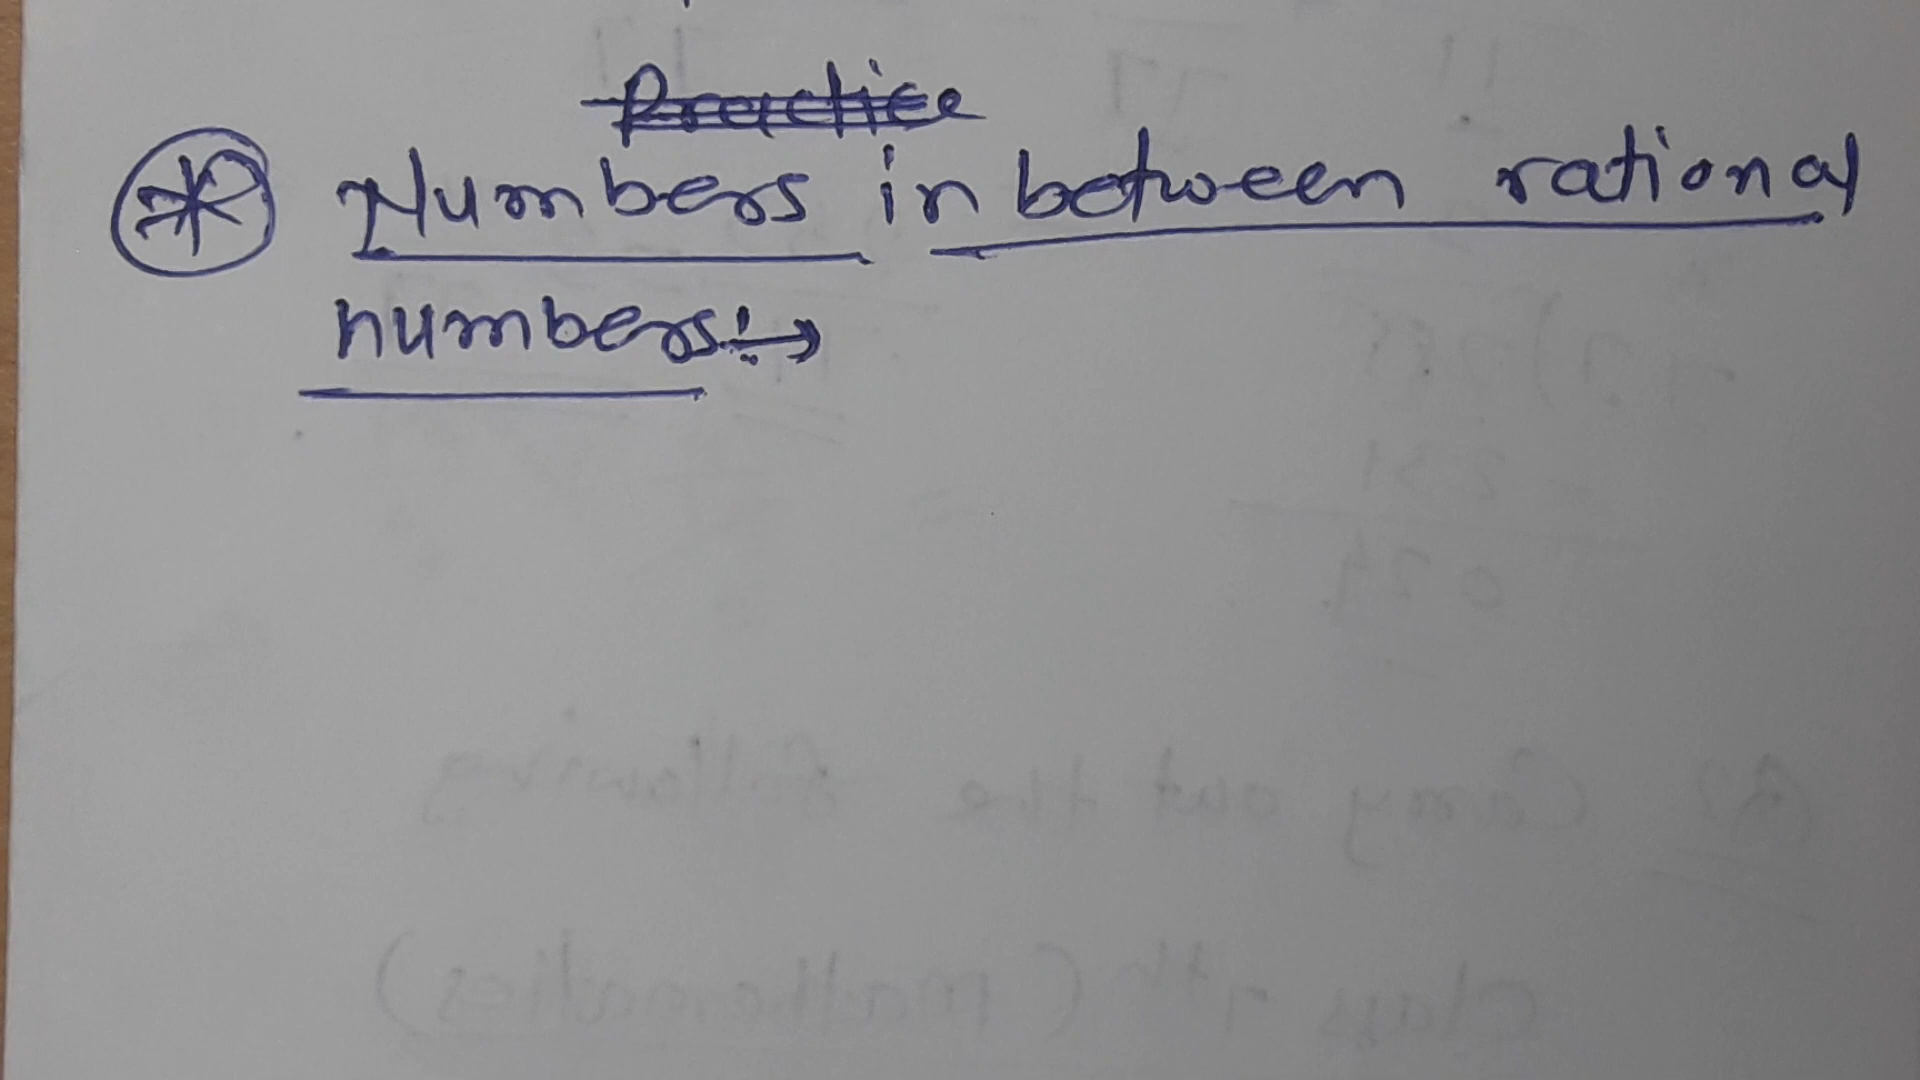 Practice
Numbers in between rational
numbers:→